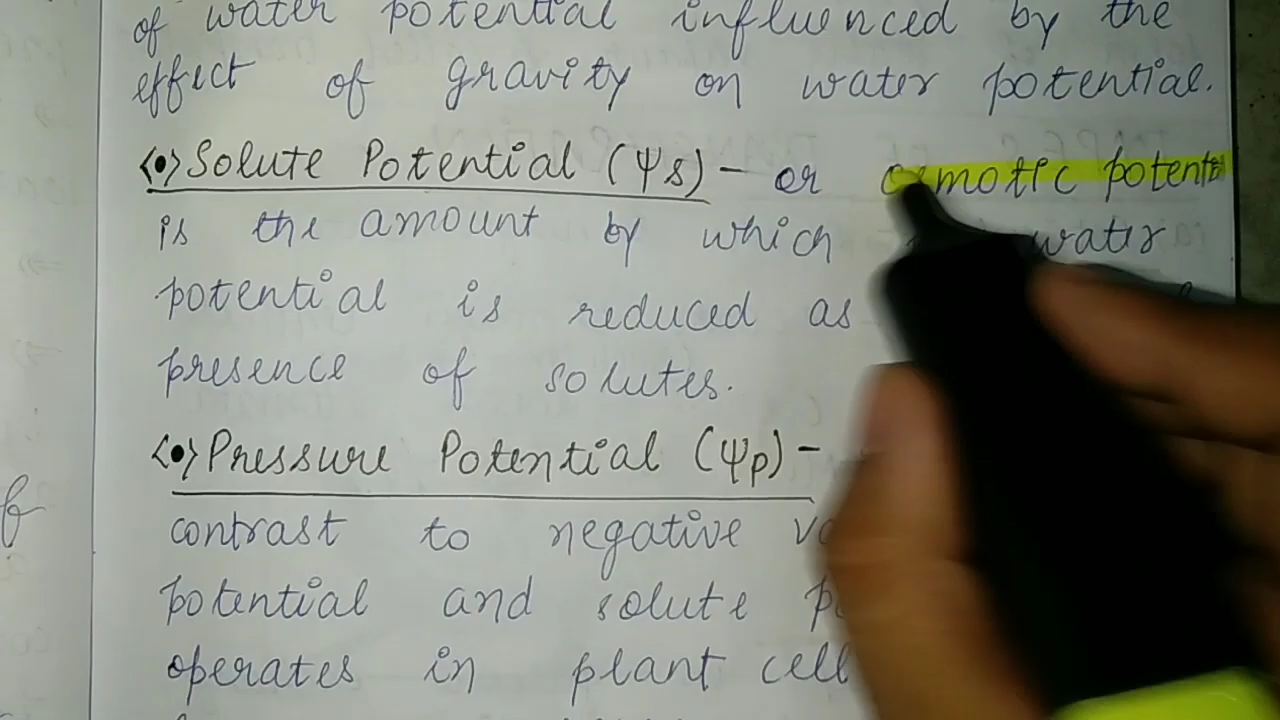 of water potential influenced by the
effect of gravity on water potential.
<•> Solute Potential (Ψs) – or osmotic potenti
is the amount by which water
potential is reduced as
presence of solutes.
<•> Pressure Potential (Ψp) –
contrast to negative
potential and solute
operates in plant cell